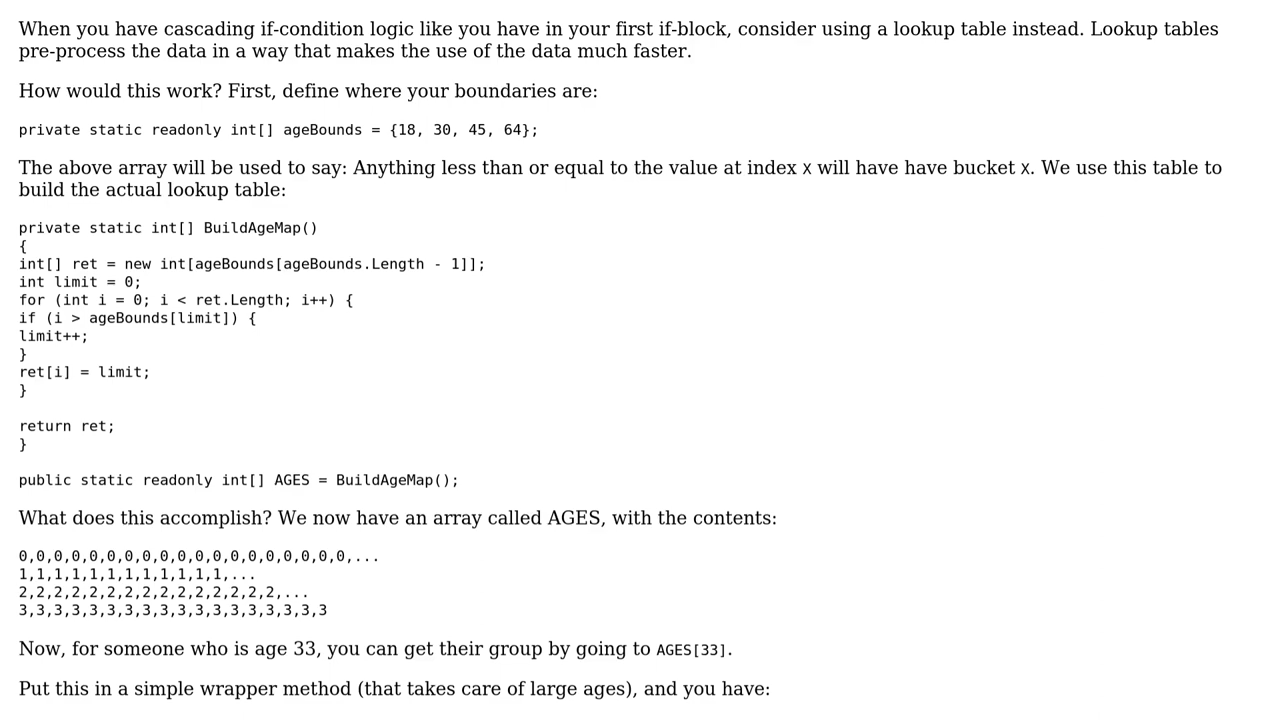 When you have cascading if-condition logic like you have in your first if-block, consider using a lookup table instead. Lookup tables
pre-process the data in a way that makes the use of the data much faster.
How would this work? First, define where your boundaries are:
private static readonly int[] ageBounds = {18, 30, 45, 64};
The above array will be used to say: Anything less than or equal to the value at index x will have have bucket x. We use this table to
build the actual lookup table:
private static int[] BuildAgeMap()
{
int[] ret = new int[ageBounds[ageBounds.Length - 1]];
int limit = 0;
for (int i = 0; i < ret.Length; i++) {
if (i > ageBounds[limit]) {
limit++;
}
ret[i] = limit;
}
return ret;
}
public static readonly int[] AGES = BuildAgeMap();
What does this accomplish? We now have an array called AGES, with the contents:
0,0,0,0,0,0,0,0,0,0,0,0,0,0,0,0,0,0,0,...
1,1,1,1,1,1,1,1,1,1,1,1,...
2,2,2,2,2,2,2,2,2,2,2,2,2,2,2,...
3,3,3,3,3,3,3,3,3,3,3,3,3,3,3,3,3,3
Now, for someone who is age 33, you can get their group by going to AGES[33].
Put this in a simple wrapper method (that takes care of large ages), and you have: